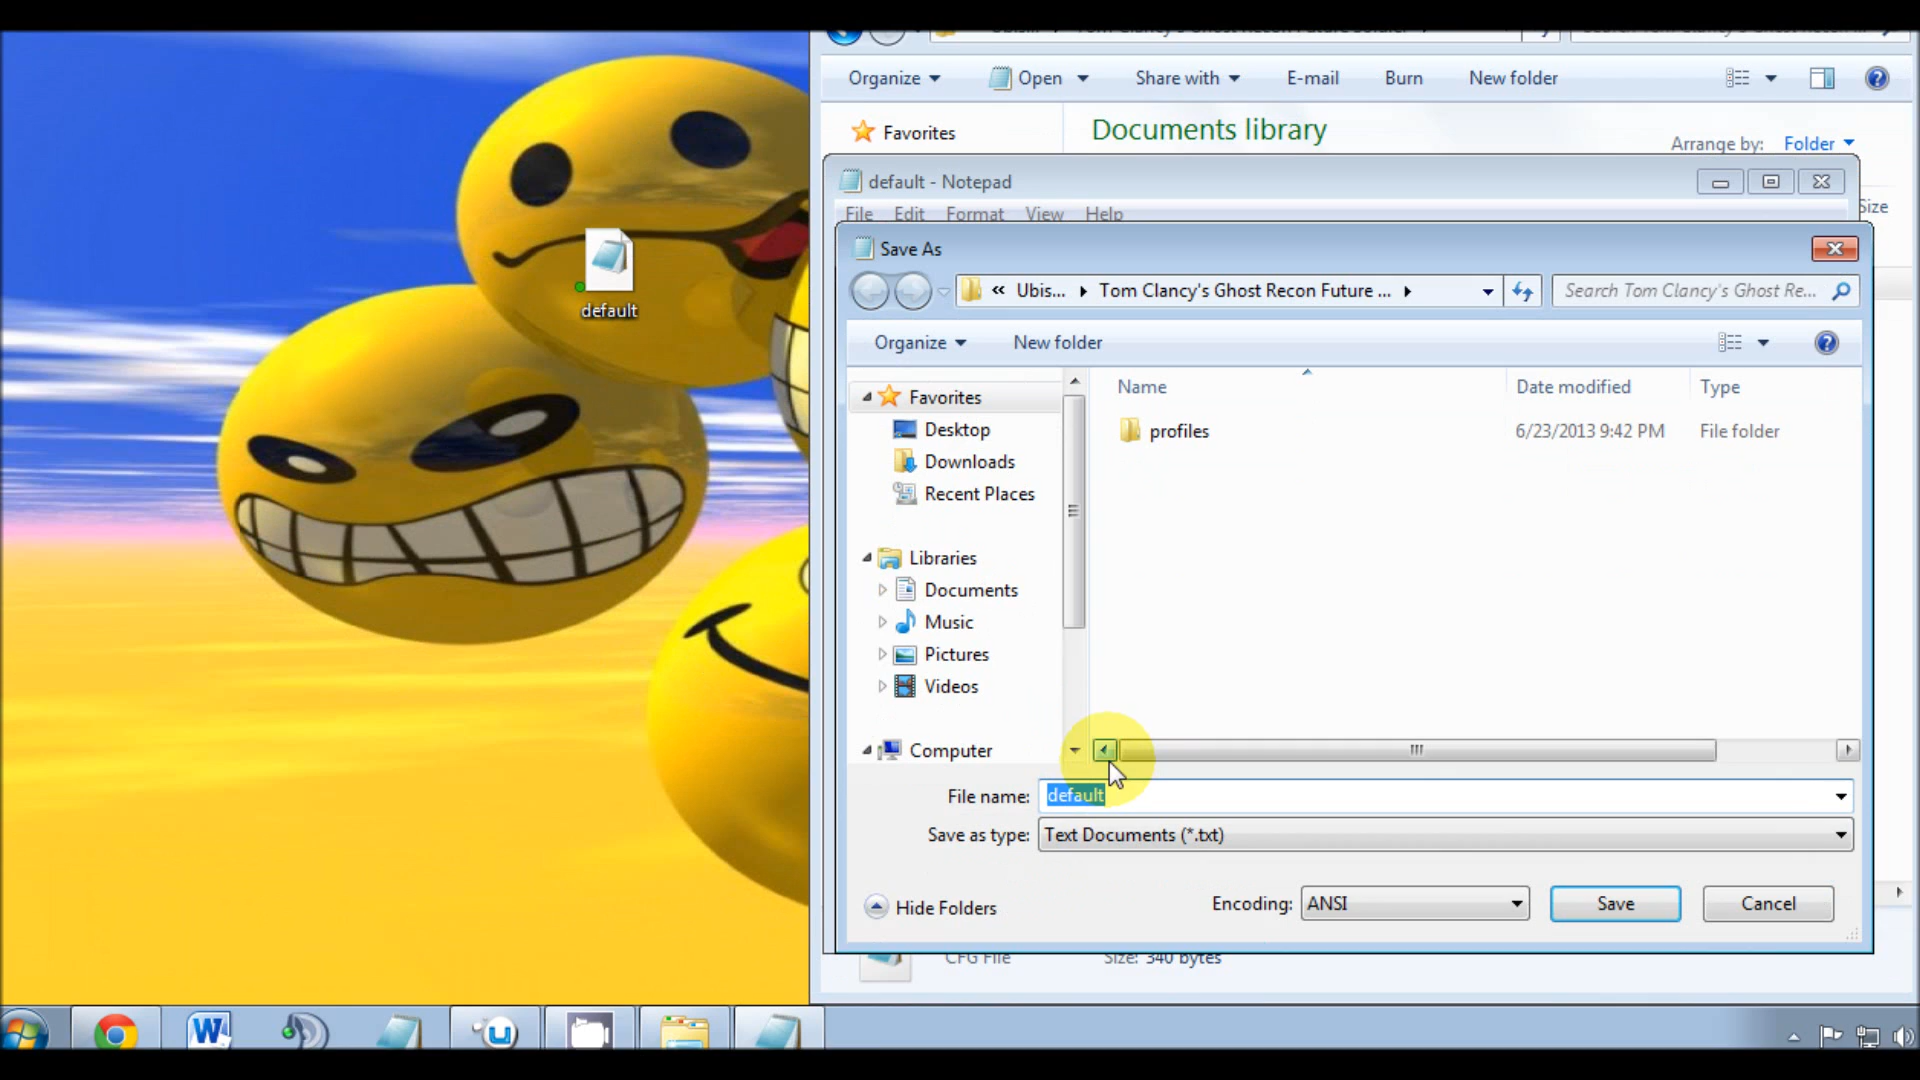 Organize Open Share with E-mail Burn New folder
Favorites
Documents library
Arrange by: Folder
default - Notepad
File Edit Format View Help
Size
Save As
« Ubis... Tom Clancy's Ghost Recon Future ...
Search Tom Clancy's Ghost Re...
Organize New folder
Favorites
Desktop
Downloads
Recent Places
Libraries
Documents
Music
Pictures
Videos
Computer
Name Date modified Type
profiles 6/23/2013 9:42 PM File folder
File name: default
Save as type: Text Documents (*.txt)
Hide Folders
Encoding: ANSI
Save
Cancel
CFG File Size: 340 bytes
default